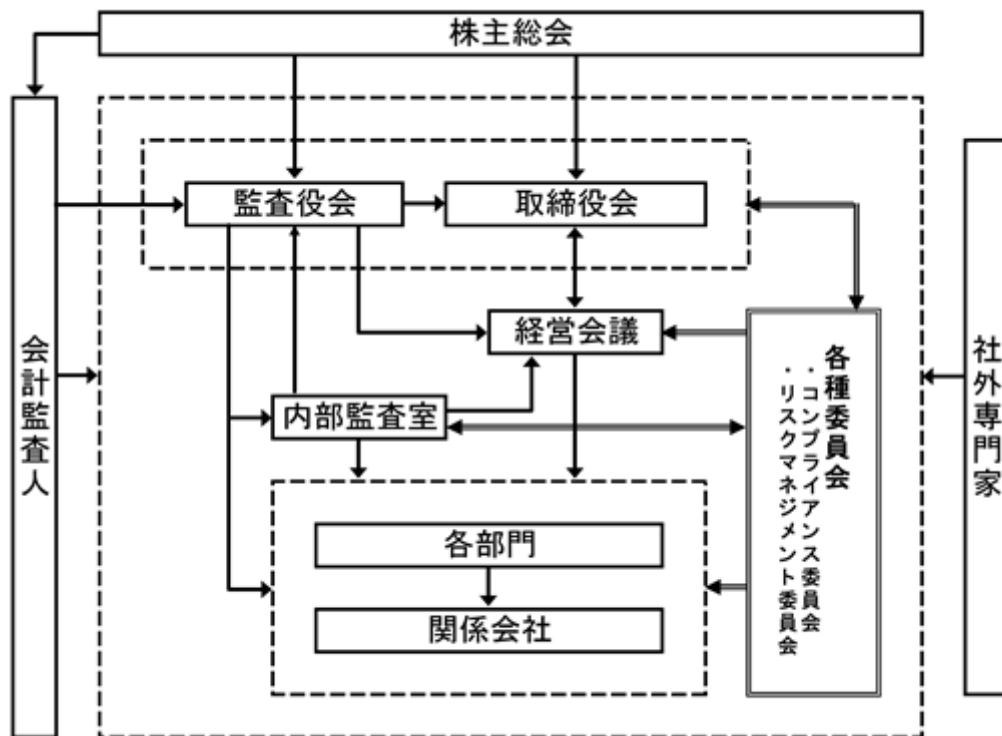 株主総会
監査役会
取締役会
経営会議
内部監査室
各部門
関係会社
会計監査人
各種委員会
・コンプライアンス委員会
・リスクマネジメント委員会
社外専門家